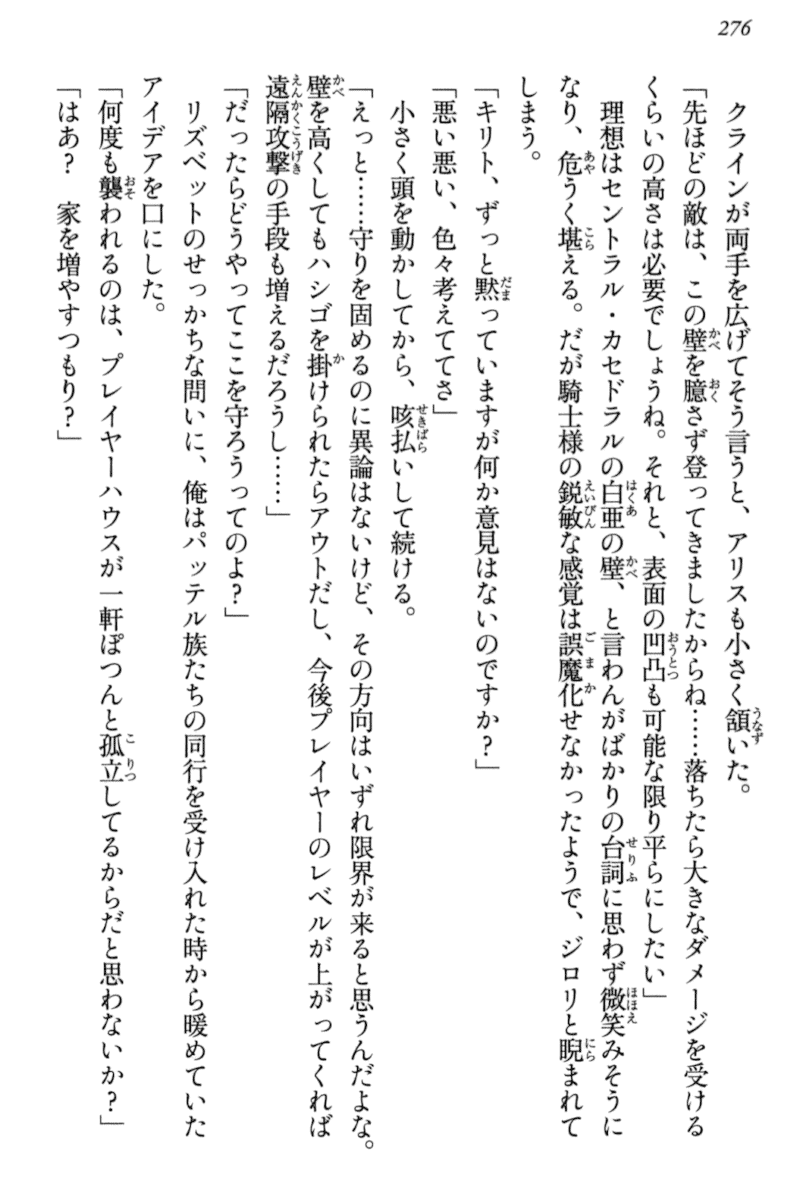 276
クラインが両手を広げてそう言うと、アリスも小さく頷いた。
「先ほどの敵は、この壁を臆さず登ってきましたからね……落ちたら大きなダメージを受ける
くらいの高さは必要でしょうね。それと、表面の凹凸も可能な限り平らにしたい」
理想はセントラル・カセドラルの白亜の壁、と言わんがばかりの台詞に思わず微笑みそうに
なり、危うく堪える。だが騎士様の鋭敏な感覚は誤魔化せなかったようで、ジロリと睨まれて
しまう。
「キリト、ずっと黙っていますが何か意見はないのですか？」
「悪い悪い、色々考えててさ」
小さく頭を動かしてから、咳払いして続ける。
「えっと……守りを固めるのに異論はないけど、その方向はいずれ限界が来ると思うんだよな。
壁を高くしてもハシゴを掛けられたらアウトだし、今後プレイヤーのレベルが上がってくれば
遠隔攻撃の手段も増えるだろうし……」
「だったらどうやってここを守ろうってのよ？」
リズベットのせっかちな問いに、俺はパッテル族たちの同行を受け入れた時から暖めていた
アイデアを口にした。
「何度も襲われるのは、プレイヤーハウスが一軒ぽつんと孤立してるからだと思わないか？」
「はあ？　家を増やすつもり？」